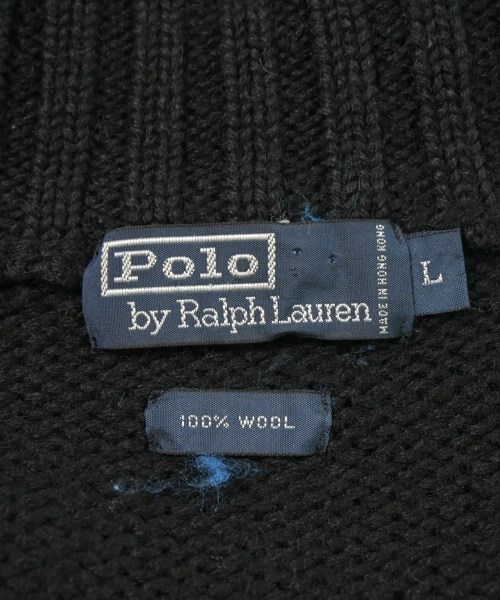 Polo
by Ralph Lauren
MADE IN HONG KONG
L
100% WOOL